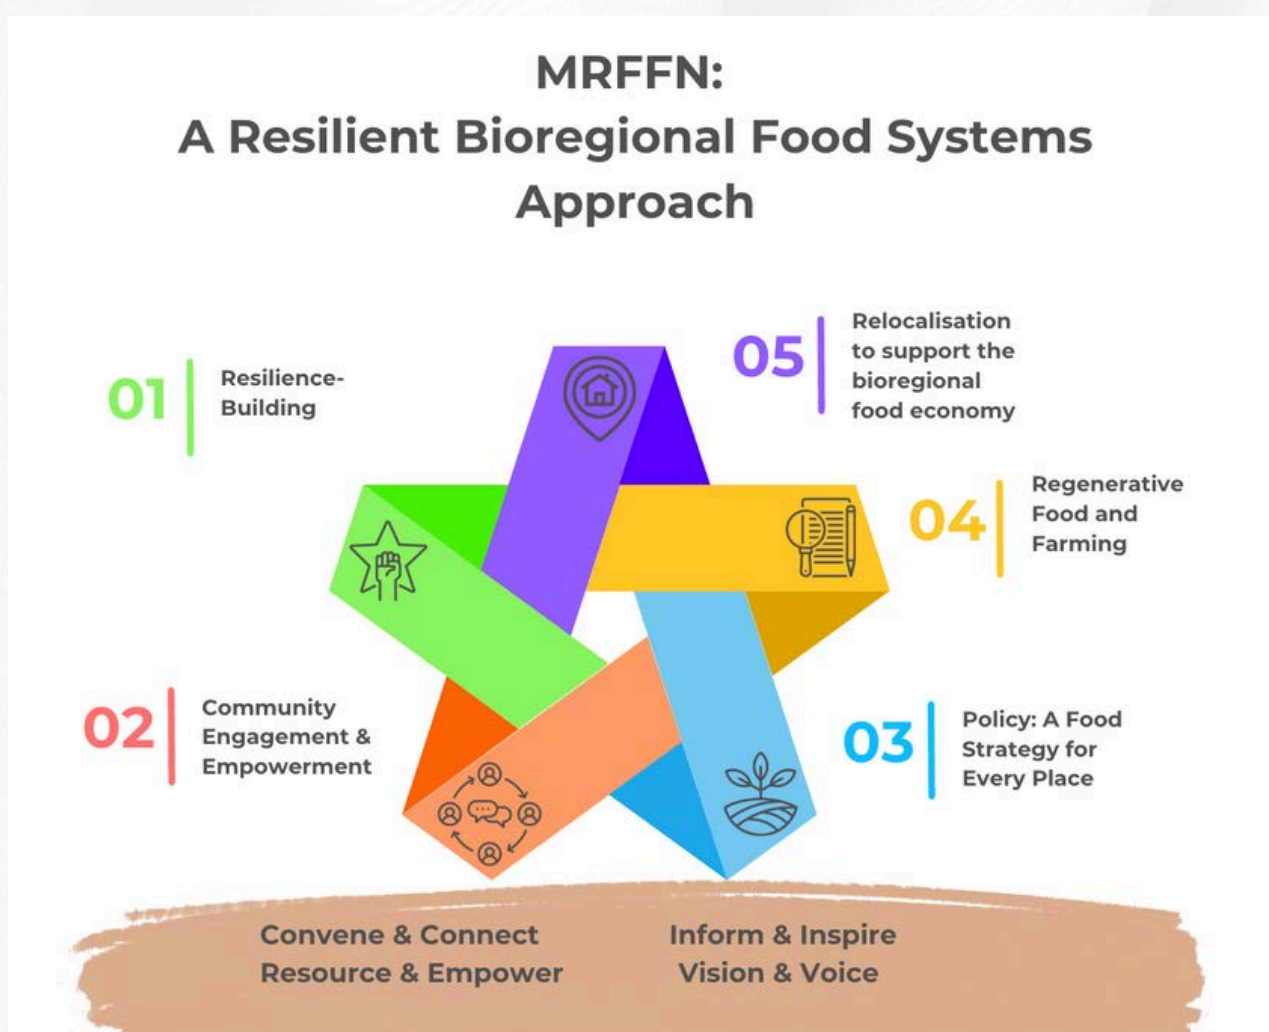 MRFFN:
A Resilient Bioregional Food Systems
Approach
01
Resilience-
Building
02
Community
Engagement &
Empowerment
03
Policy: A Food
Strategy for
Every Place
04
Regenerative
Food and
Farming
05
Relocalisation
to support the
bioregional
food economy
Convene & Connect
Resource & Empower
Inform & Inspire
Vision & Voice